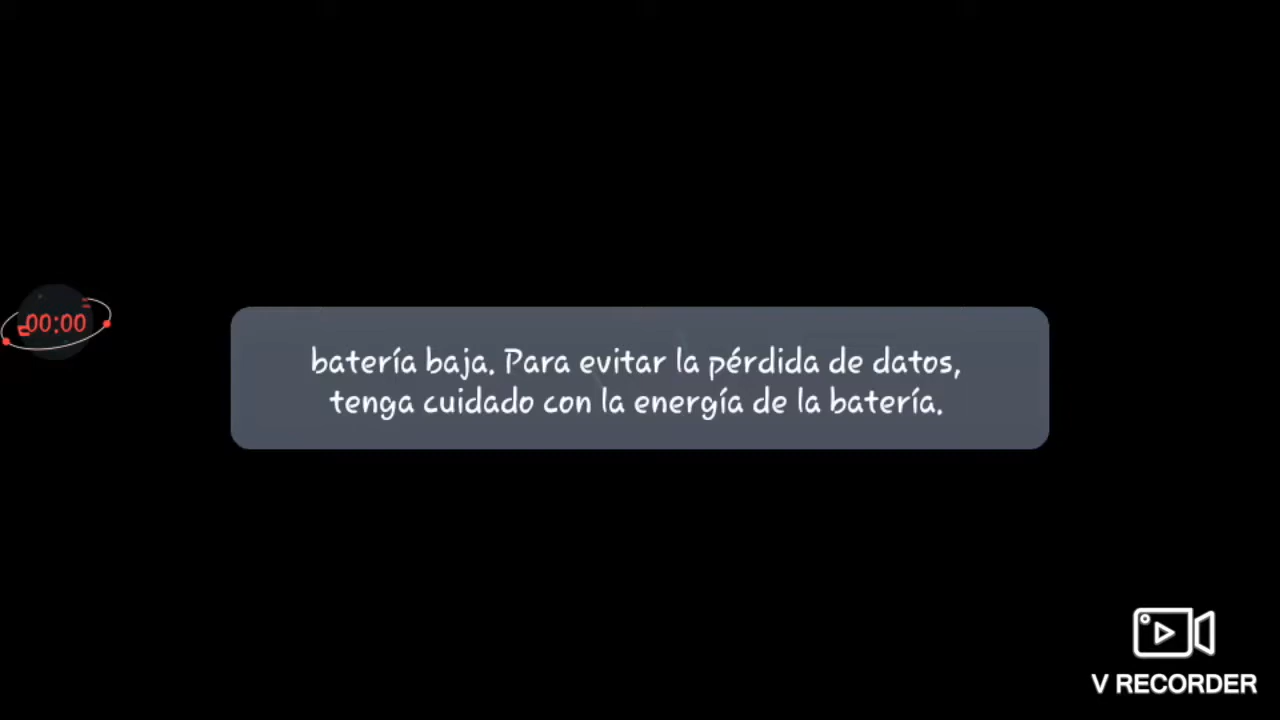 00:00
batería baja. Para evitar la pérdida de datos,
tenga cuidado con la energía de la batería.
V RECORDER